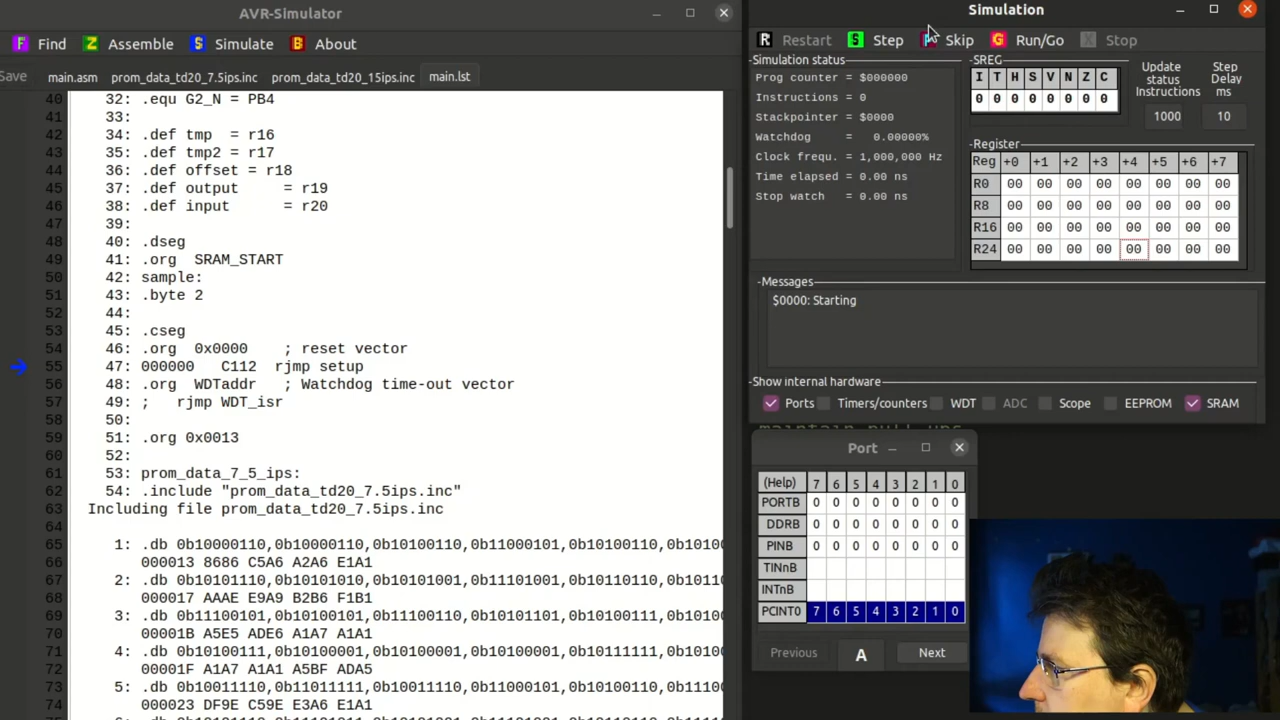 AVR-Simulator
Find Assemble Simulate About
Save main.asm prom_data_td20_7.5ips.inc prom_data_td20_15ips.inc main.lst
40 32: .equ G2_N = PB4
41 33:
42 34: .def tmp = r16
43 35: .def tmp2 = r17
44 36: .def offset = r18
45 37: .def output = r19
46 38: .def input = r20
47 39:
48 40: .dseg
49 41: .org SRAM_START
50 42: sample:
51 43: .byte 2
52 44:
53 45: .cseg
54 46: .org 0x0000 ; reset vector
55 47: 000000 C112 rjmp setup
56 48: .org WDTaddr ; Watchdog time-out vector
57 49: ; rjmp WDT_isr
58 50:
59 51: .org 0x0013
60 52:
61 53: prom_data_7_5_ips:
62 54: .include "prom_data_td20_7.5ips.inc"
63 Including file prom_data_td20_7.5ips.inc
64
65 1: .db 0b10000110,0b10000110,0b10100110,0b11000101,0b10100110,0b10100
66 000013 8686 C5A6 A2A6 E1A1
67 2: .db 0b10101110,0b10101010,0b10101001,0b11101001,0b10110110,0b10110
68 000017 AAAE E9A9 B2B6 F1B1
69 3: .db 0b11100101,0b10100101,0b11100110,0b10101101,0b10100111,0b10100
70 00001B A5E5 ADE6 A1A7 A1A1
71 4: .db 0b10100111,0b10100001,0b10100001,0b10100001,0b10111111,0b10100
72 00001F A1A7 A1A1 A5BF ADA5
73 5: .db 0b10011110,0b11011111,0b10011110,0b11000101,0b10100110,0b11100
74 000023 DF9E C59E E3A6 E1A1
Simulation
Restart Step Skip Run/Go Stop
Simulation status
Prog counter = $000000
Instructions = 0
Stackpointer = $0000
Watchdog = 0.00000%
Clock frequ. = 1,000,000 Hz
Time elapsed = 0.00 ns
Stop watch = 0.00 ns
SREG
I T H S V N Z C
0 0 0 0 0 0 0 0
Update status Instructions
1000
Step Delay ms
10
Register
Reg +0 +1 +2 +3 +4 +5 +6 +7
R0 00 00 00 00 00 00 00 00
R8 00 00 00 00 00 00 00 00
R16 00 00 00 00 00 00 00 00
R24 00 00 00 00 00 00 00 00
Messages
$0000: Starting
Show internal hardware
Ports Timers/counters WDT ADC Scope EEPROM SRAM
Port
(Help) 7 6 5 4 3 2 1 0
PORTB 0 0 0 0 0 0 0 0
DDRB 0 0 0 0 0 0 0 0
PINB 0 0 0 0 0 0 0 0
TINnB
INTnB
PCINT0 7 6 5 4 3 2 1 0
Previous A Next